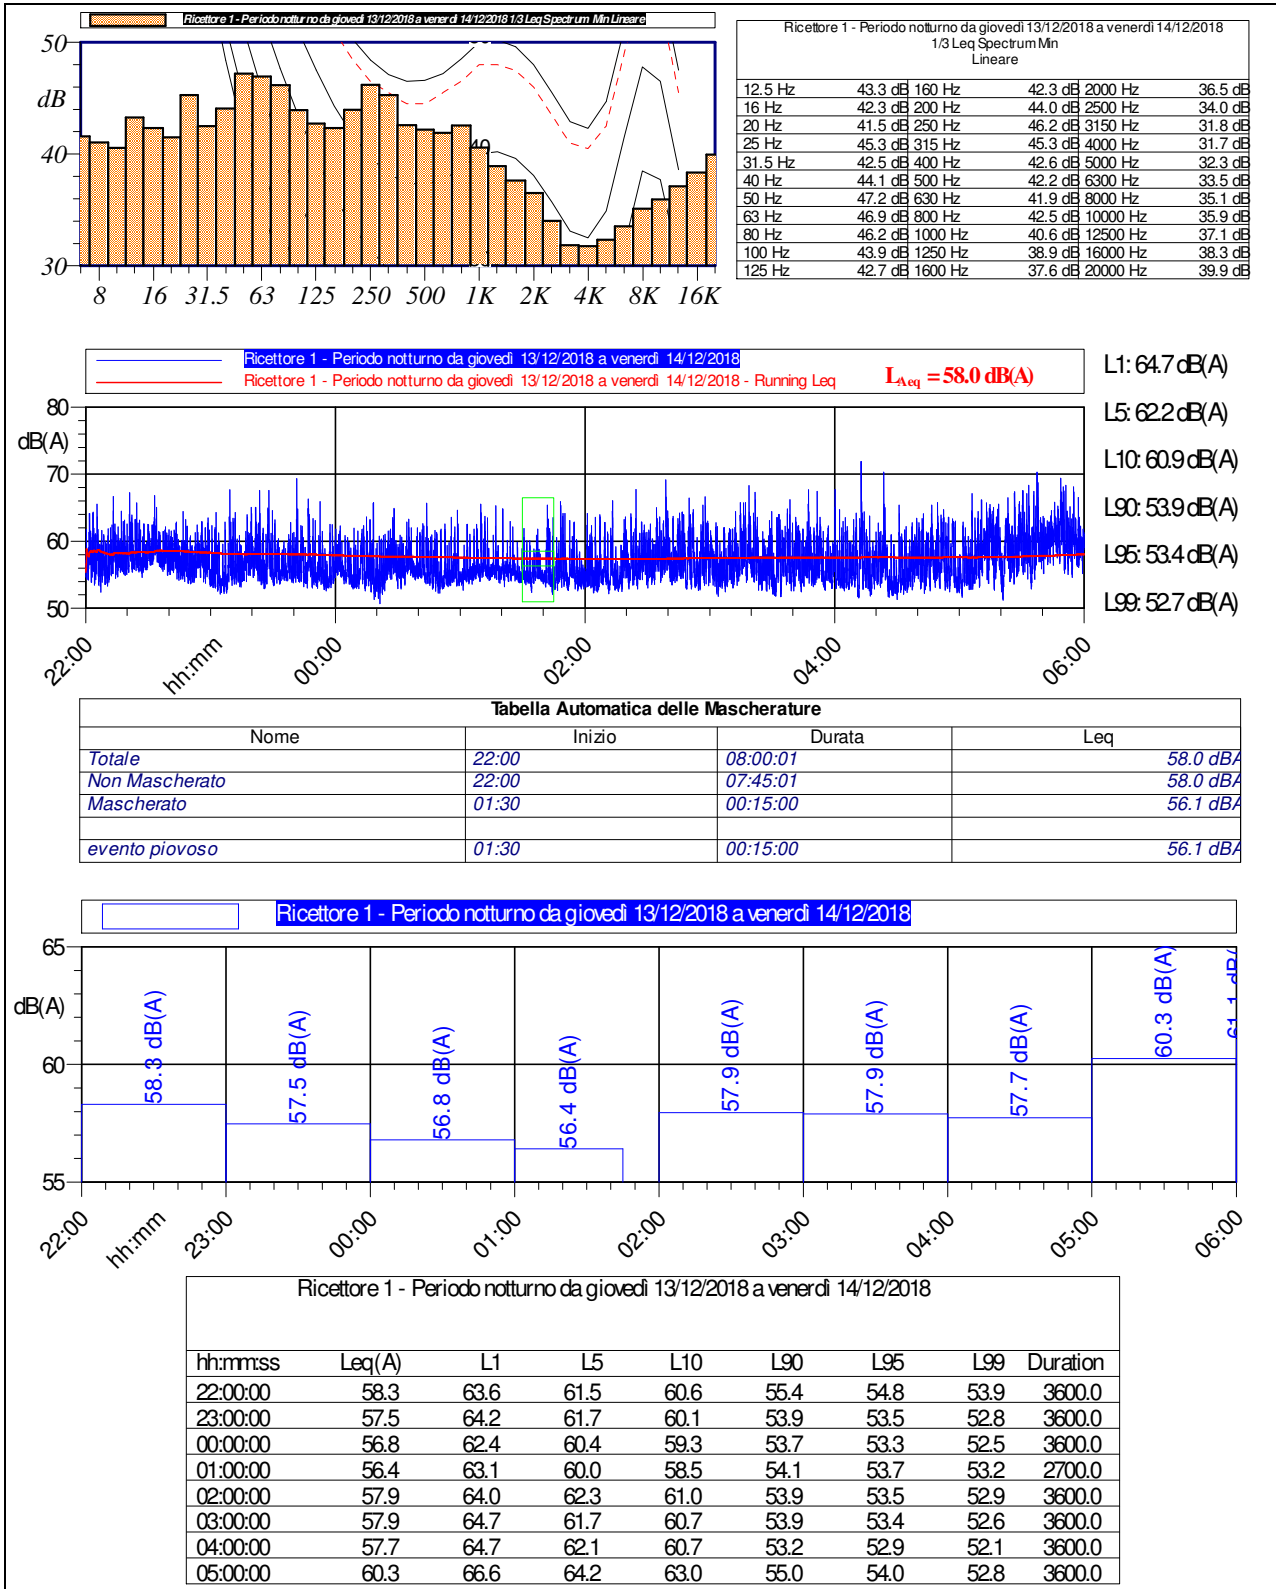 Ricettore 1 - Periodo notturno da giovedì 13/12/2018 a venerdì 14/12/2018 1/3 Leq Spectrum Min Lineare
50
dB
40
30
8 16 31.5 63 125 250 500 1K 2K 4K 8K 16K
Ricettore 1 - Periodo notturno da giovedì 13/12/2018 a venerdì 14/12/2018
1/3 Leq Spectrum Min
Lineare
12.5 Hz 43.3 dB 160 Hz 42.3 dB 2000 Hz 36.5 dB
16 Hz 42.3 dB 200 Hz 44.0 dB 2500 Hz 34.0 dB
20 Hz 41.5 dB 250 Hz 46.2 dB 3150 Hz 31.8 dB
25 Hz 45.3 dB 315 Hz 45.3 dB 4000 Hz 31.7 dB
31.5 Hz 42.5 dB 400 Hz 42.6 dB 5000 Hz 32.3 dB
40 Hz 44.1 dB 500 Hz 42.2 dB 6300 Hz 33.5 dB
50 Hz 47.2 dB 630 Hz 41.9 dB 8000 Hz 35.1 dB
63 Hz 46.9 dB 800 Hz 42.5 dB 10000 Hz 35.9 dB
80 Hz 46.2 dB 1000 Hz 40.6 dB 12500 Hz 37.1 dB
100 Hz 43.9 dB 1250 Hz 38.9 dB 16000 Hz 38.3 dB
125 Hz 42.7 dB 1600 Hz 37.6 dB 20000 Hz 39.9 dB
Ricettore 1 - Periodo notturno da giovedì 13/12/2018 a venerdì 14/12/2018
Ricettore 1 - Periodo notturno da giovedì 13/12/2018 a venerdì 14/12/2018 - Running Leq
LAeq = 58.0 dB(A)
80
dB(A)
70
60
50
22:00 hh:mm 00:00 02:00 04:00 06:00
L1: 64.7 dB(A)
L5: 62.2 dB(A)
L10: 60.9 dB(A)
L90: 53.9 dB(A)
L95: 53.4 dB(A)
L99: 52.7 dB(A)
Tabella Automatica delle Mascherature
Nome Inizio Durata Leq
Totale 22:00 08:00:01 58.0 dBA
Non Mascherato 22:00 07:45:01 58.0 dBA
Mascherato 01:30 00:15:00 56.1 dBA
evento piovoso 01:30 00:15:00 56.1 dBA
Ricettore 1 - Periodo notturno da giovedì 13/12/2018 a venerdì 14/12/2018
65
dB(A)
60
55
58.3 dB(A)
57.5 dB(A)
56.8 dB(A)
56.4 dB(A)
57.9 dB(A)
57.9 dB(A)
57.7 dB(A)
60.3 dB(A)
22:00 hh:mm 23:00 00:00 01:00 02:00 03:00 04:00 05:00 06:00
Ricettore 1 - Periodo notturno da giovedì 13/12/2018 a venerdì 14/12/2018
hh:mm:ss Leq(A) L1 L5 L10 L90 L95 L99 Duration
22:00:00 58.3 63.6 61.5 60.6 55.4 54.8 53.9 3600.0
23:00:00 57.5 64.2 61.7 60.1 53.9 53.5 52.8 3600.0
00:00:00 56.8 62.4 60.4 59.3 53.7 53.3 52.5 3600.0
01:00:00 56.4 63.1 60.0 58.5 54.1 53.7 53.2 2700.0
02:00:00 57.9 64.0 62.3 61.0 53.9 53.5 52.9 3600.0
03:00:00 57.9 64.7 61.7 60.7 53.9 53.4 52.6 3600.0
04:00:00 57.7 64.7 62.1 60.7 53.2 52.9 52.1 3600.0
05:00:00 60.3 66.6 64.2 63.0 55.0 54.0 52.8 3600.0